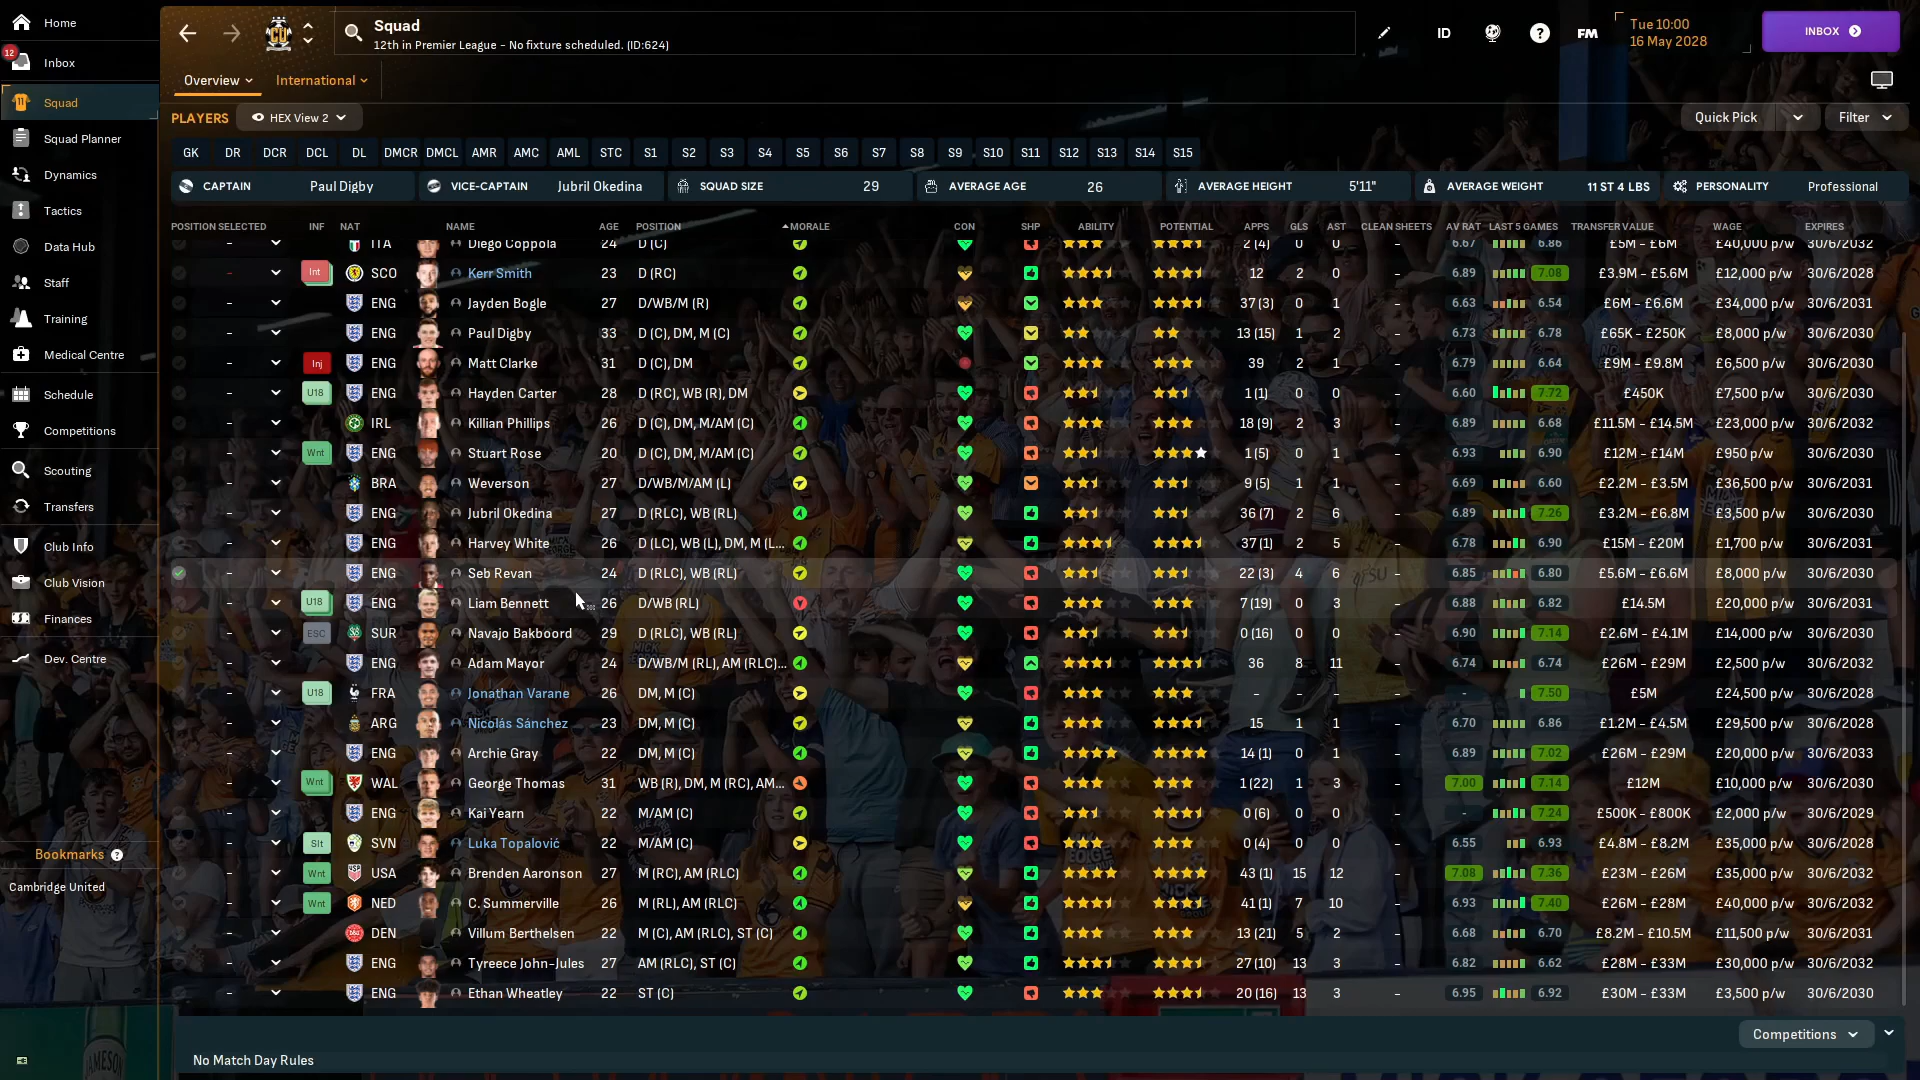 Home
12
Inbox
Squad
Squad Planner
Dynamics
Tactics
Data Hub
Staff
Training
Medical Centre
Schedule
Competitions
Scouting
Transfers
Club Info
Club Vision
Finances
Dev. Centre
Bookmarks ?
Cambridge United
Squad
12th in Premier League - No fixture scheduled. (ID:624)
ID ? FM
Tue 10:00
16 May 2028
INBOX
Overview International
PLAYERS HEX View 2 Quick Pick Filter
GK DR DCR DCL DL DMCR DMCL AMR AMC AML STC S1 S2 S3 S4 S5 S6 S7 S8 S9 S10 S11 S12 S13 S14 S15
CAPTAIN Paul Digby VICE-CAPTAIN Jubril Okedina SQUAD SIZE 29 AVERAGE AGE 26 AVERAGE HEIGHT 5'11" AVERAGE WEIGHT 11 ST 4 LBS PERSONALITY Professional
POSITION SELECTED INF NAT NAME AGE POSITION MORALE CON SHP ABILITY POTENTIAL APPS GLS AST CLEAN SHEETS AV RAT LAST 5 GAMES TRANSFER VALUE WAGE EXPIRES
- ITA Diego Coppola 24 D (C) 2 (4) 0 0 - 6.67 6.86 £5M - £6M £40,000 p/w 30/6/2032
- Int SCO Kerr Smith 23 D (RC) 12 2 0 - 6.89 7.08 £3.9M - £5.6M £12,000 p/w 30/6/2028
- ENG Jayden Bogle 27 D/WB/M (R) 37 (3) 0 1 - 6.63 6.54 £6M - £6.6M £34,000 p/w 30/6/2031
- ENG Paul Digby 33 D (C), DM, M (C) 13 (15) 1 2 - 6.73 6.78 £65K - £250K £8,000 p/w 30/6/2030
- Inj ENG Matt Clarke 31 D (C), DM 39 2 1 - 6.79 6.64 £9M - £9.8M £6,500 p/w 30/6/2030
- U18 ENG Hayden Carter 28 D (RC), WB (R), DM 1 (1) 0 0 - 6.60 7.72 £450K £7,500 p/w 30/6/2030
- IRL Killian Phillips 26 D (C), DM, M/AM (C) 18 (9) 2 3 - 6.89 6.68 £11.5M - £14.5M £23,000 p/w 30/6/2032
- Wnt ENG Stuart Rose 20 D (C), DM, M/AM (C) 1 (5) 0 1 - 6.93 6.90 £12M - £14M £950 p/w 30/6/2030
- BRA Weverson 27 D/WB/M/AM (L) 9 (5) 1 1 - 6.69 6.60 £2.2M - £3.5M £36,500 p/w 30/6/2031
- ENG Jubril Okedina 27 D (RLC), WB (RL) 36 (7) 2 6 - 6.89 7.26 £3.2M - £6.8M £3,500 p/w 30/6/2030
- ENG Harvey White 26 D (LC), WB (L), DM, M (L... 37 (1) 2 5 - 6.78 6.90 £15M - £20M £1,700 p/w 30/6/2031
- ENG Seb Revan 24 D (RLC), WB (RL) 22 (3) 4 6 - 6.85 6.80 £5.6M - £6.6M £8,000 p/w 30/6/2030
- U18 ENG Liam Bennett 26 D/WB (RL) 7 (19) 0 3 - 6.88 6.82 £14.5M £20,000 p/w 30/6/2031
- ESC SUR Navajo Bakboord 29 D (RLC), WB (RL) 0 (16) 0 0 - 6.90 7.14 £2.6M - £4.1M £14,000 p/w 30/6/2030
- ENG Adam Mayor 24 D/WB/M (RL), AM (RLC)... 36 8 11 - 6.74 6.74 £26M - £29M £2,500 p/w 30/6/2032
- U18 FRA Jonathan Varane 26 DM, M (C) - - - - - 7.50 £5M £24,500 p/w 30/6/2028
- ARG Nicolás Sánchez 23 DM, M (C) 15 1 1 - 6.70 6.86 £1.2M - £4.5M £29,500 p/w 30/6/2028
- ENG Archie Gray 22 DM, M (C) 14 (1) 0 1 - 6.89 7.02 £26M - £29M £20,000 p/w 30/6/2033
- Wnt WAL George Thomas 31 WB (R), DM, M (RC), AM... 1 (22) 1 3 - 7.00 7.14 £12M £10,000 p/w 30/6/2030
- ENG Kai Yearn 22 M/AM (C) 0 (6) 0 0 - - 7.24 £500K - £800K £2,000 p/w 30/6/2029
- Slt SVN Luka Topalović 22 M/AM (C) 0 (4) 0 0 - 6.55 6.93 £4.8M - £8.2M £35,000 p/w 30/6/2028
- Wnt USA Brenden Aaronson 27 M (RC), AM (RLC) 43 (1) 15 12 - 7.08 7.36 £23M - £26M £35,000 p/w 30/6/2032
- Wnt NED C. Summerville 26 M (RL), AM (RLC) 41 (1) 7 10 - 6.93 7.40 £26M - £28M £40,000 p/w 30/6/2032
- DEN Villum Berthelsen 22 M (C), AM (RLC), ST (C) 13 (21) 5 2 - 6.68 6.70 £8.2M - £10.5M £11,500 p/w 30/6/2031
- ENG Tyreece John-Jules 27 AM (RLC), ST (C) 27 (10) 13 3 - 6.82 6.62 £28M - £33M £30,000 p/w 30/6/2032
- ENG Ethan Wheatley 22 ST (C) 20 (16) 13 3 - 6.95 6.92 £30M - £33M £3,500 p/w 30/6/2030
Competitions
No Match Day Rules